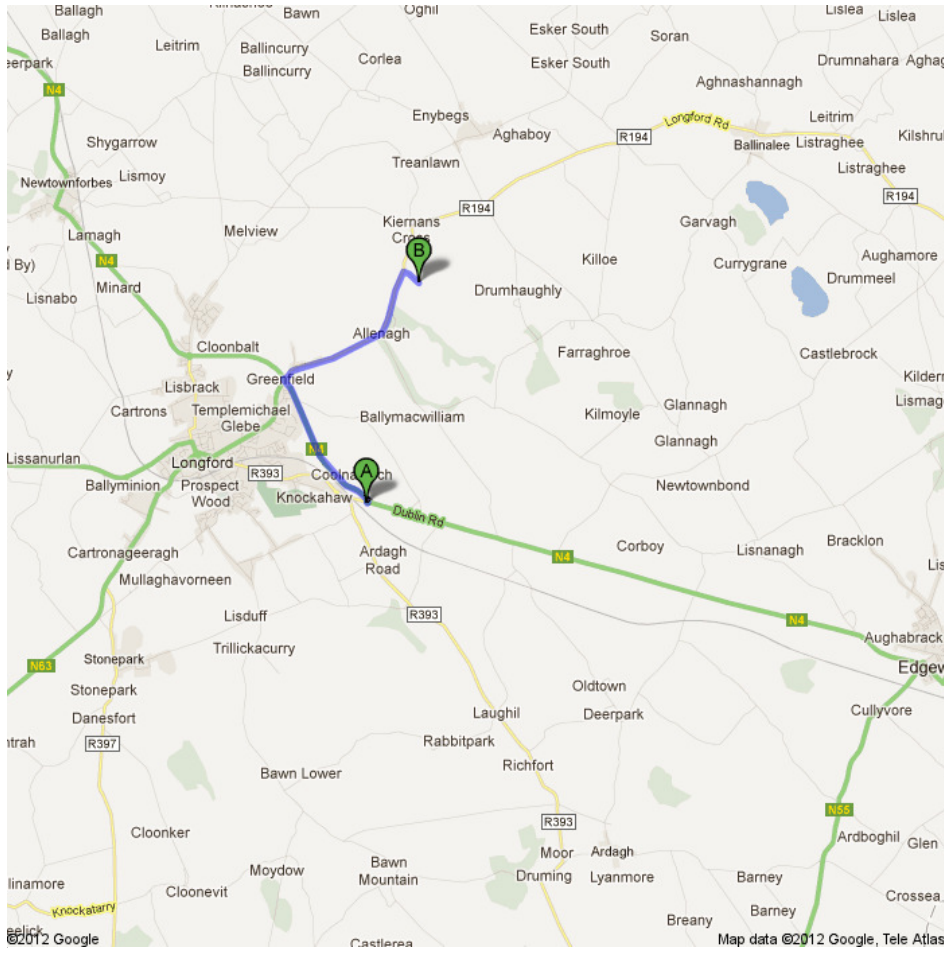 Bawn
Oghil
Lislea
Lislea
Ballagh
Ballagh
Leitrim
Ballincurry
Ballincurry
Corlea
Esker South
Esker South
Soran
Drumnahara
Aghnashannagh
N4
Enybegs
Aghaboy
Longford Rd
Leitrim
R194
Shygarrow
Ballinalee
Listraghee
Listraghee
Treanlawn
Newtownforbes
Lismoy
R194
R194
Kiernans
Cross
Garvagh
Melview
Lamagh
B
Killoe
Aughamore
Currygrane
Drummeel
N4
Minard
Lisnabo
Drumhaughly
Allenagh
Cloonbalt
Farraghroe
Castlebrock
Greenfield
Lisbrack
Cartrons
Templemichael
Glebe
Ballymacwilliam
Kilmoyle
Glannagh
Glannagh
N4
Lissanurlan
Longford
R393
A
Ballyminion
Prospect
Wood
Knockahaw
Newtownbond
Dublin Rd
N4
Corboy
Lisnanagh
Bracklon
Cartronageeragh
Ardagh
Road
Mullaghavorneen
Lisduff
R393
N4
Trillickacurry
Aughabrack
Stonepark
N63
Stonepark
Oldtown
Deerpark
Danesfort
Laughil
Cullyvore
R397
Rabbitpark
Richfort
Bawn Lower
N55
R393
Cloonker
Ardboghil
Glen
Bawn
Mountain
Moor
Ardagh
Moydow
Druming
Lyanmore
Barney
Cloonevit
Crossea
Knockatarry
Breany
Barney
Castlerea
©2012 Google
Map data ©2012 Google, Tele Atlas